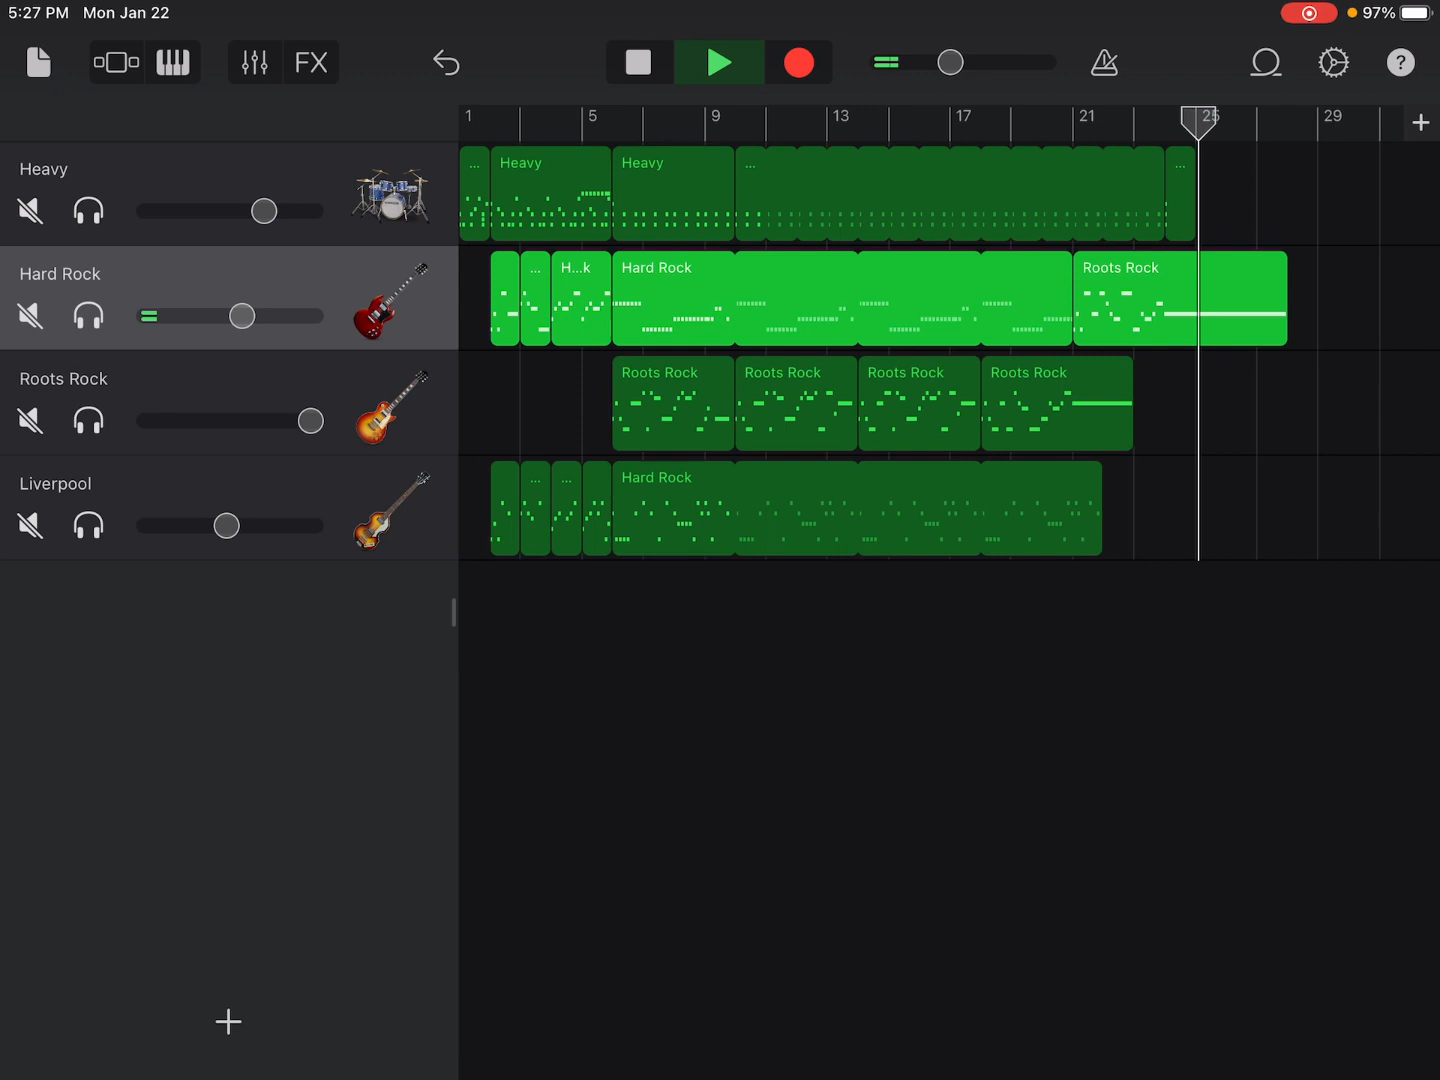 5:27 PM Mon Jan 22
97%
FX
?
1 5 9 13 17 21 25 29
Heavy
... Heavy Heavy ... ...
Hard Rock
... H...k Hard Rock Roots Rock
Roots Rock
Roots Rock Roots Rock Roots Rock Roots Rock
Liverpool
... ... Hard Rock